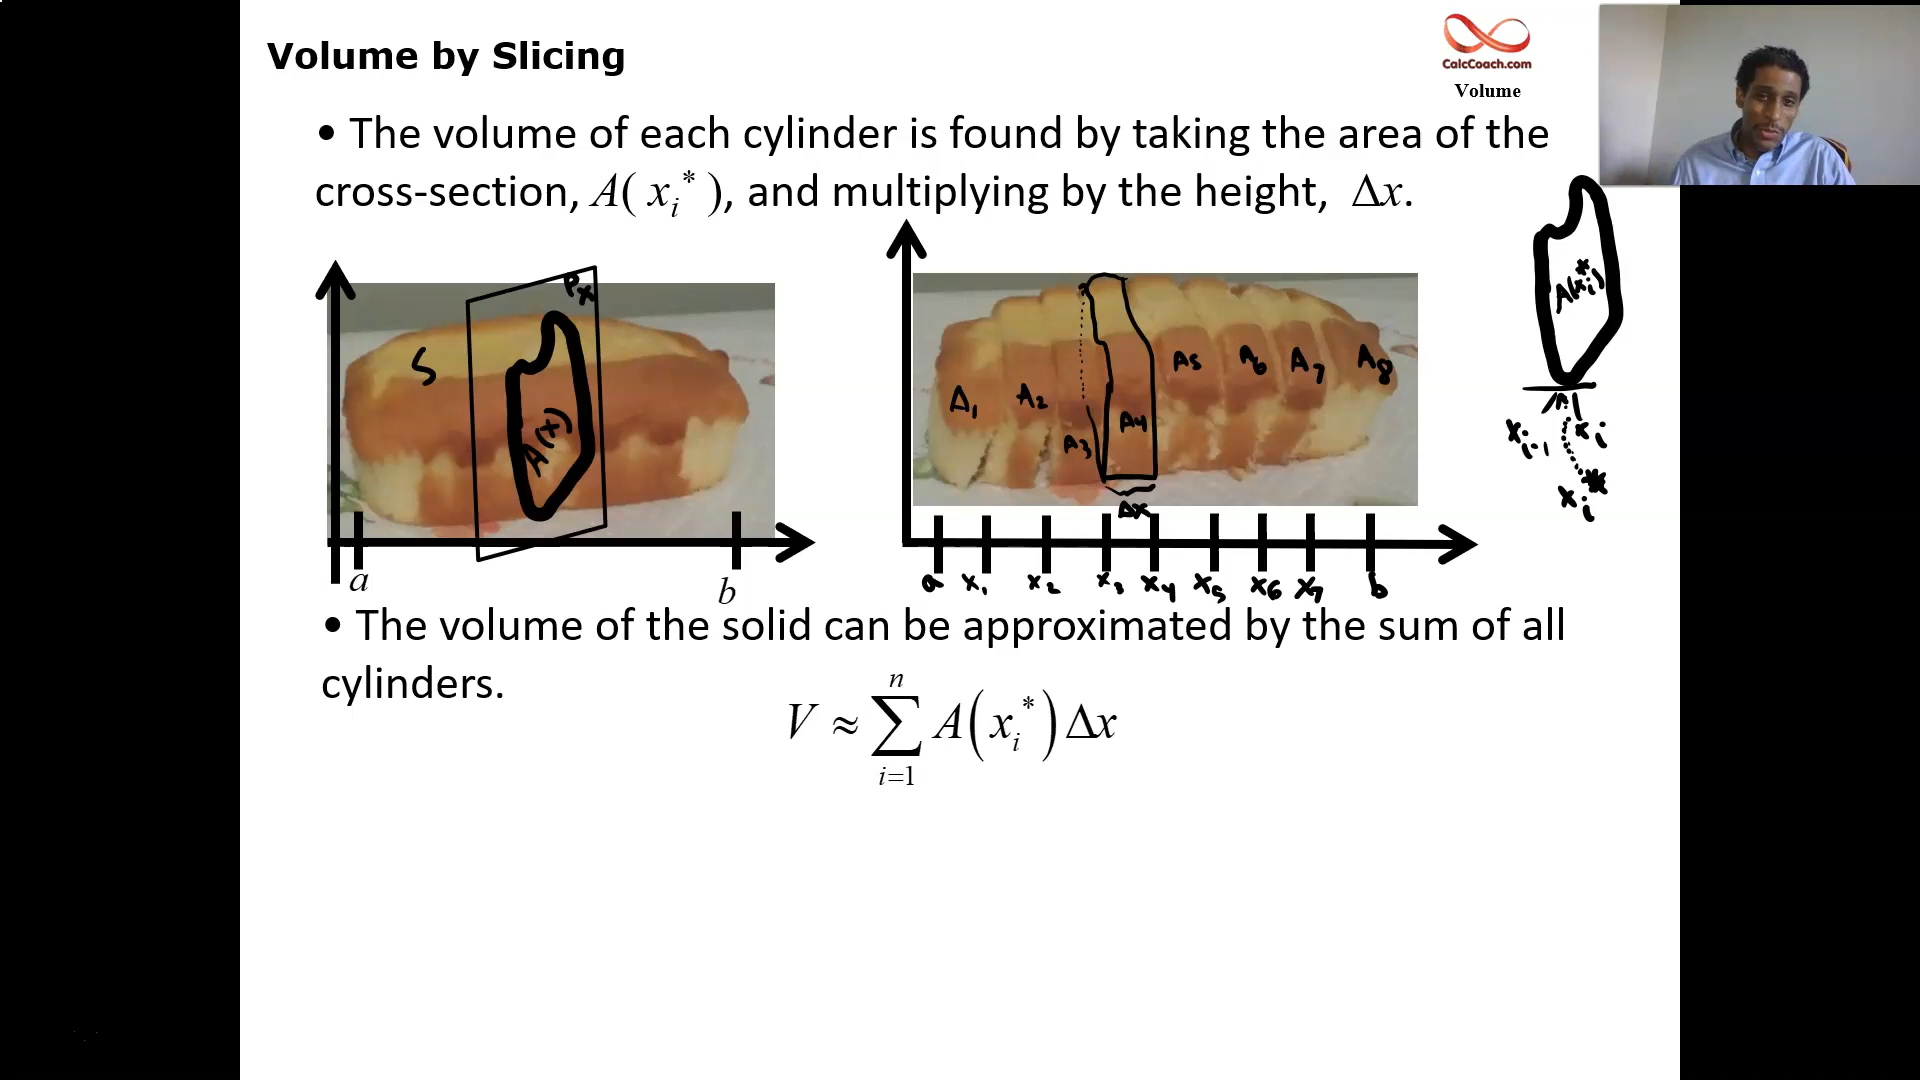 Volume by Slicing
CalcCoach.com
Volume
• The volume of each cylinder is found by taking the area of the
cross-section, A( xᵢ* ), and multiplying by the height, Δx.
Pₓ
S
A(x)
a
b
A₁ A₂ A₃ A₄ A₅ A₆ A₇ A₈
Δx
a x₁ x₂ x₃ x₄ x₅ x₆ x₇ b
A(xᵢ*)
xᵢ₋₁ xᵢ
xᵢ*
• The volume of the solid can be approximated by the sum of all
cylinders.
V ≈ ∑ᵢ₌₁ⁿ A(xᵢ*) Δx